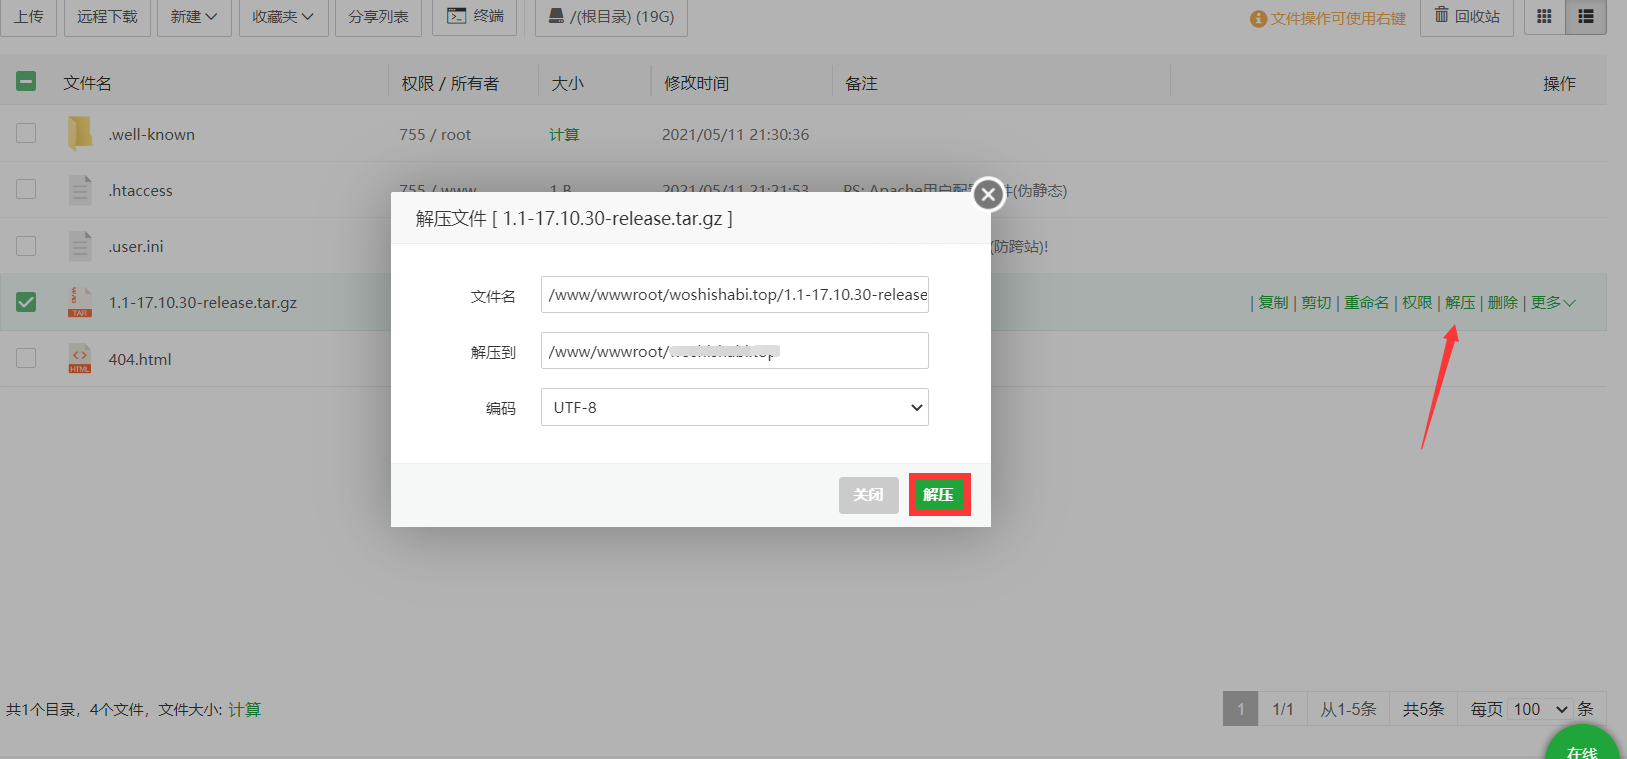 上传 远程下载 新建 收藏夹 分享列表 终端 /(根目录) (19G) 文件操作可使用右键 回收站
文件名 权限 / 所有者 大小 修改时间 备注 操作
.well-known 755 / root 计算 2021/05/11 21:30:36
.htaccess 755 / www 1 B 2021/05/11 21:21:53 PS: Apache用户配 件(伪静态)
解压文件 [ 1.1-17.10.30-release.tar.gz ]
.user.ini (防跨站)!
文件名 /www/wwwroot/woshishabi.top/1.1-17.10.30-release
1.1-17.10.30-release.tar.gz | 复制 | 剪切 | 重命名 | 权限 | 解压 | 删除 | 更多
TAR
解压到 /www/wwwroot/
404.html
HTML
编码 UTF-8
关闭 解压
共1个目录，4个文件，文件大小: 计算 1 1/1 从1-5条 共5条 每页 100 条
在线